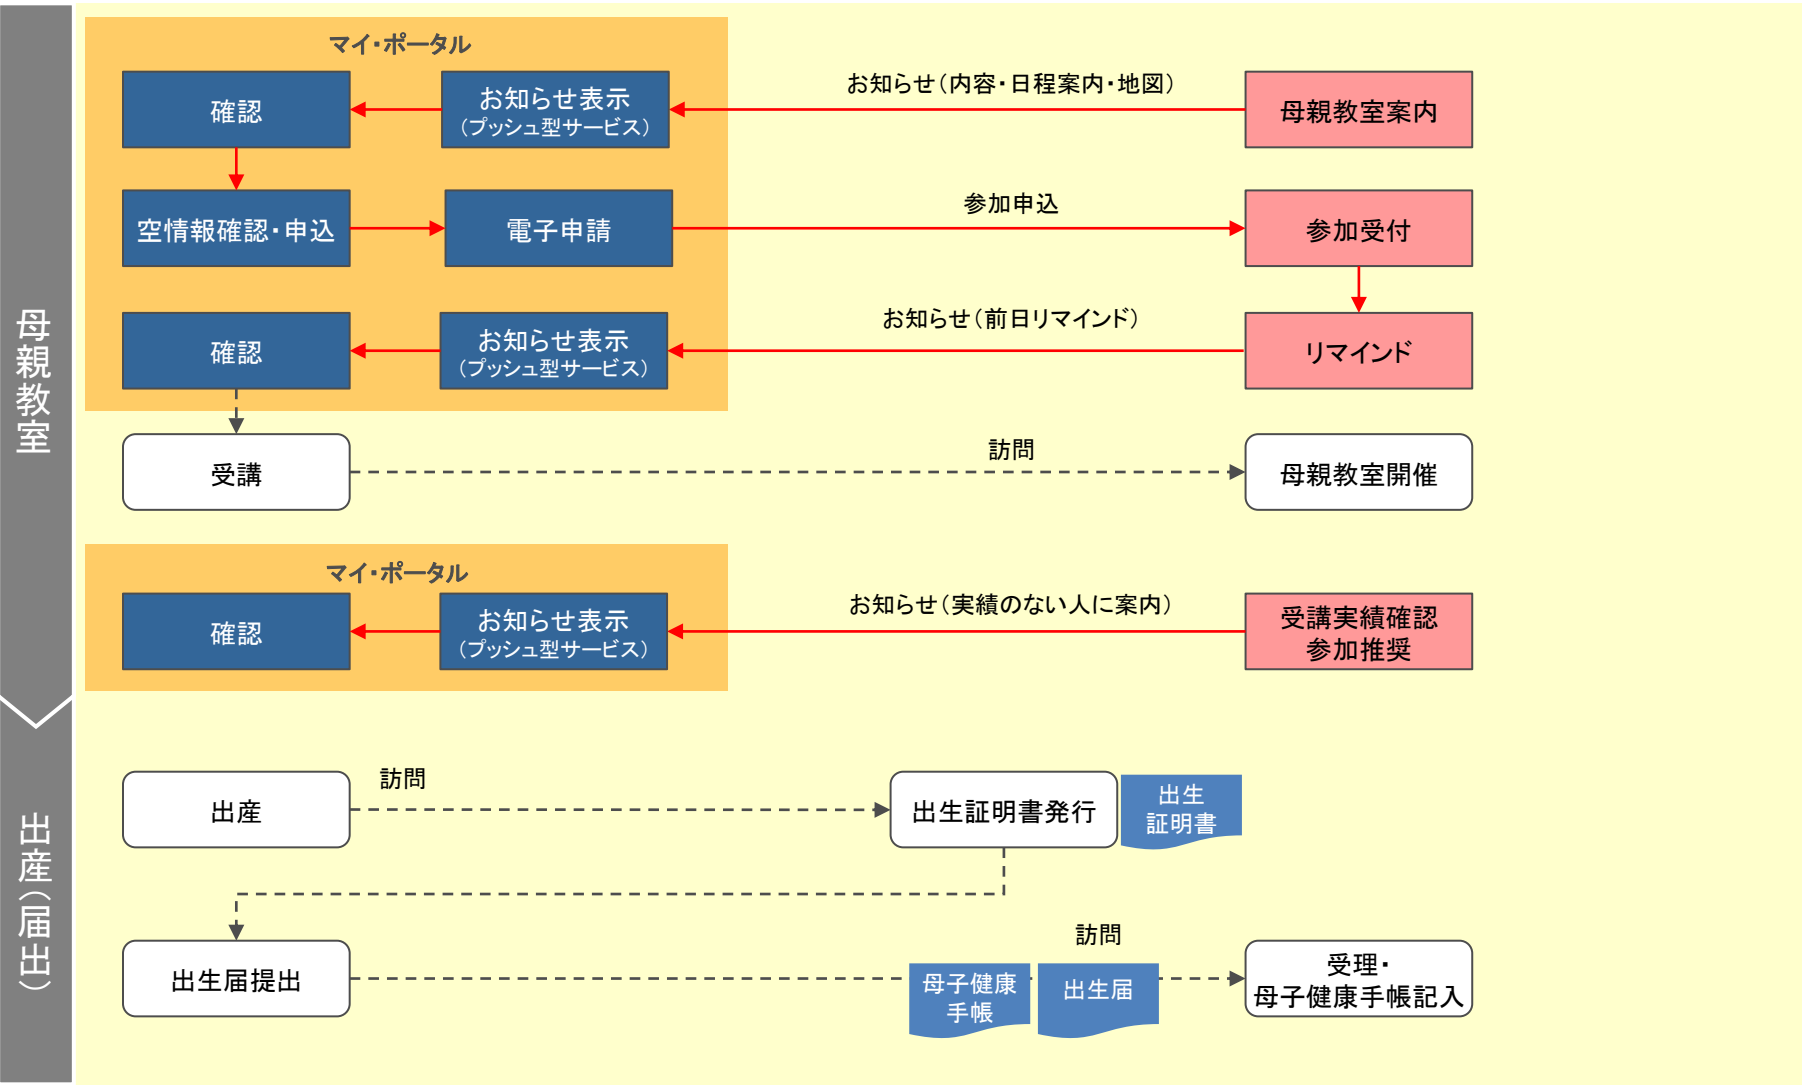 母親教室
マイ・ポータル
確認
お知らせ表示
（プッシュ型サービス）
お知らせ（内容・日程案内・地図）
母親教室案内
空情報確認・申込
電子申請
参加申込
参加受付
確認
お知らせ表示
（プッシュ型サービス）
お知らせ（前日リマインド）
リマインド
受講
訪問
母親教室開催
マイ・ポータル
確認
お知らせ表示
（プッシュ型サービス）
お知らせ（実績のない人に案内）
受講実績確認
参加推奨
出産（届出）
出産
訪問
出生証明書発行
出生
証明書
出生届提出
訪問
母子健康
手帳
出生届
受理・
母子健康手帳記入